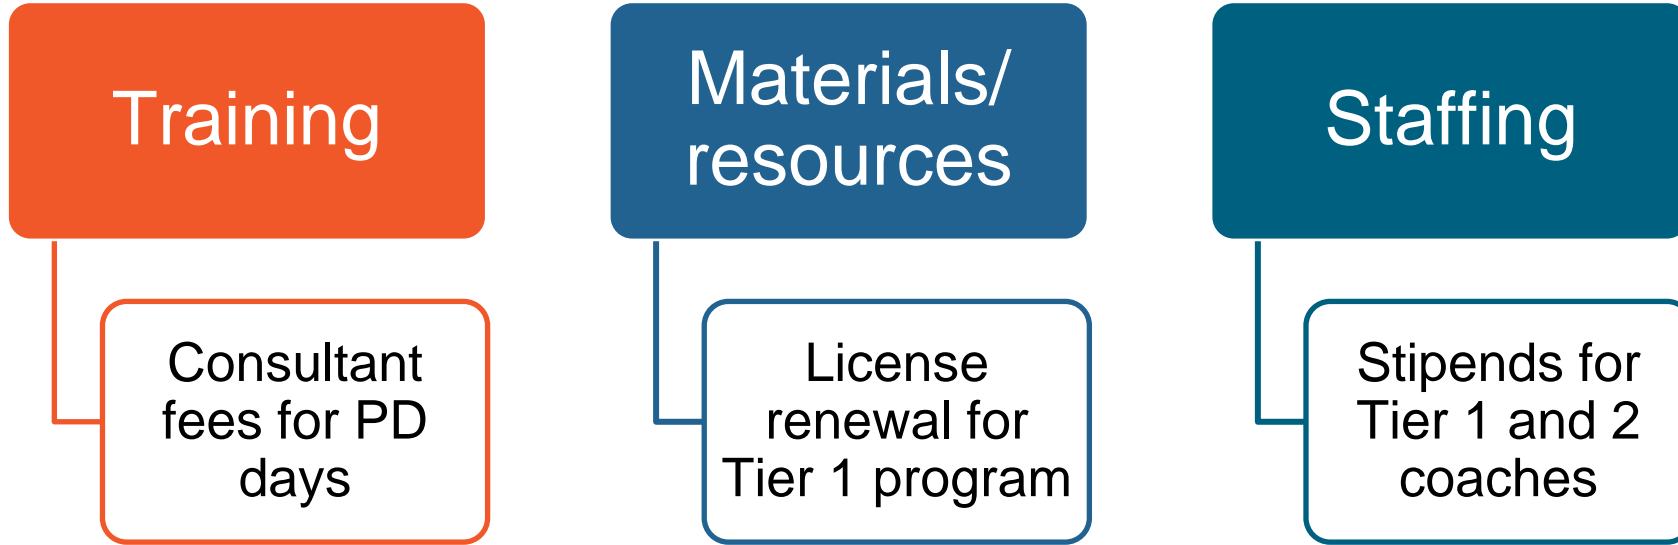 Training
Consultant
fees for PD
days
Materials/
resources
License
renewal for
Tier 1 program
Staffing
Stipends for
Tier 1 and 2
coaches